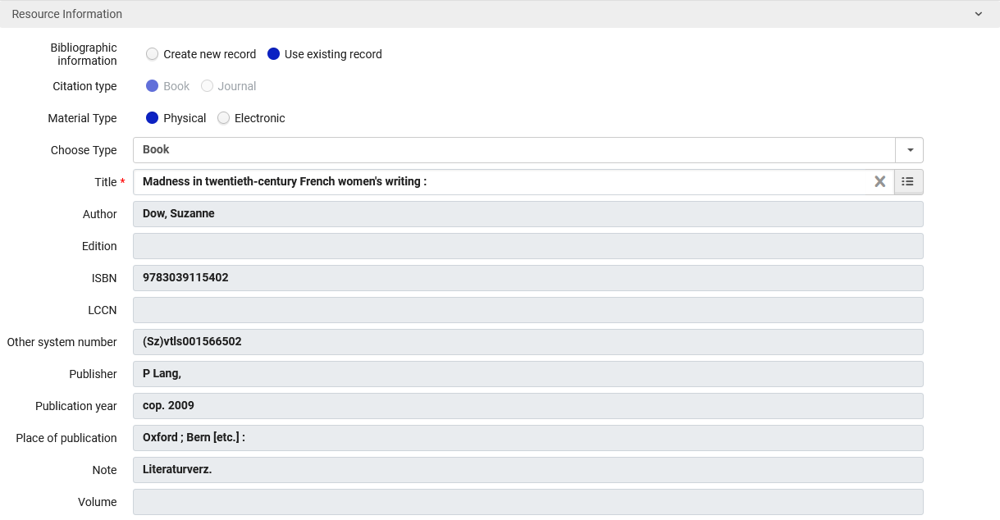 Resource Information
Bibliographic
information
Create new record Use existing record
Citation type Book Journal
Material Type Physical Electronic
Choose Type Book
Title * Madness in twentieth-century French women's writing :
Author Dow, Suzanne
Edition
ISBN 9783039115402
LCCN
Other system number (Sz)vtls001566502
Publisher P Lang,
Publication year cop. 2009
Place of publication Oxford ; Bern [etc.] :
Note Literaturverz.
Volume